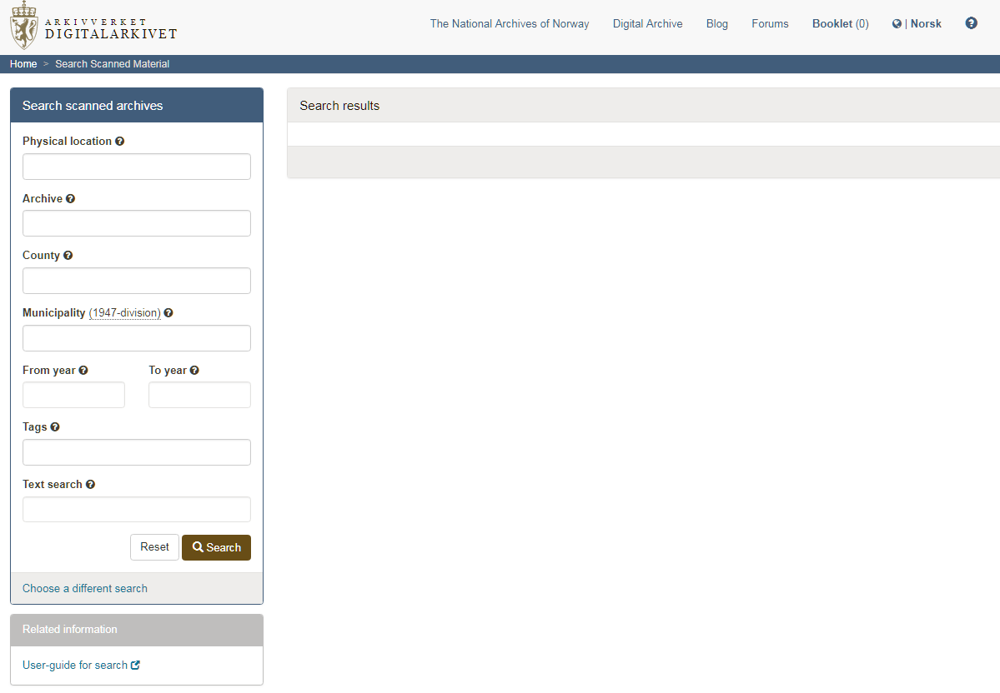 ARKIVVERKET
DIGITALARKIVET
The National Archives of Norway Digital Archive Blog Forums Booklet (0) | Norsk
Home > Search Scanned Material
Search scanned archives
Physical location
Archive
County
Municipality (1947-division)
From year To year
Tags
Text search
Reset Search
Choose a different search
Related information
User-guide for search
Search results